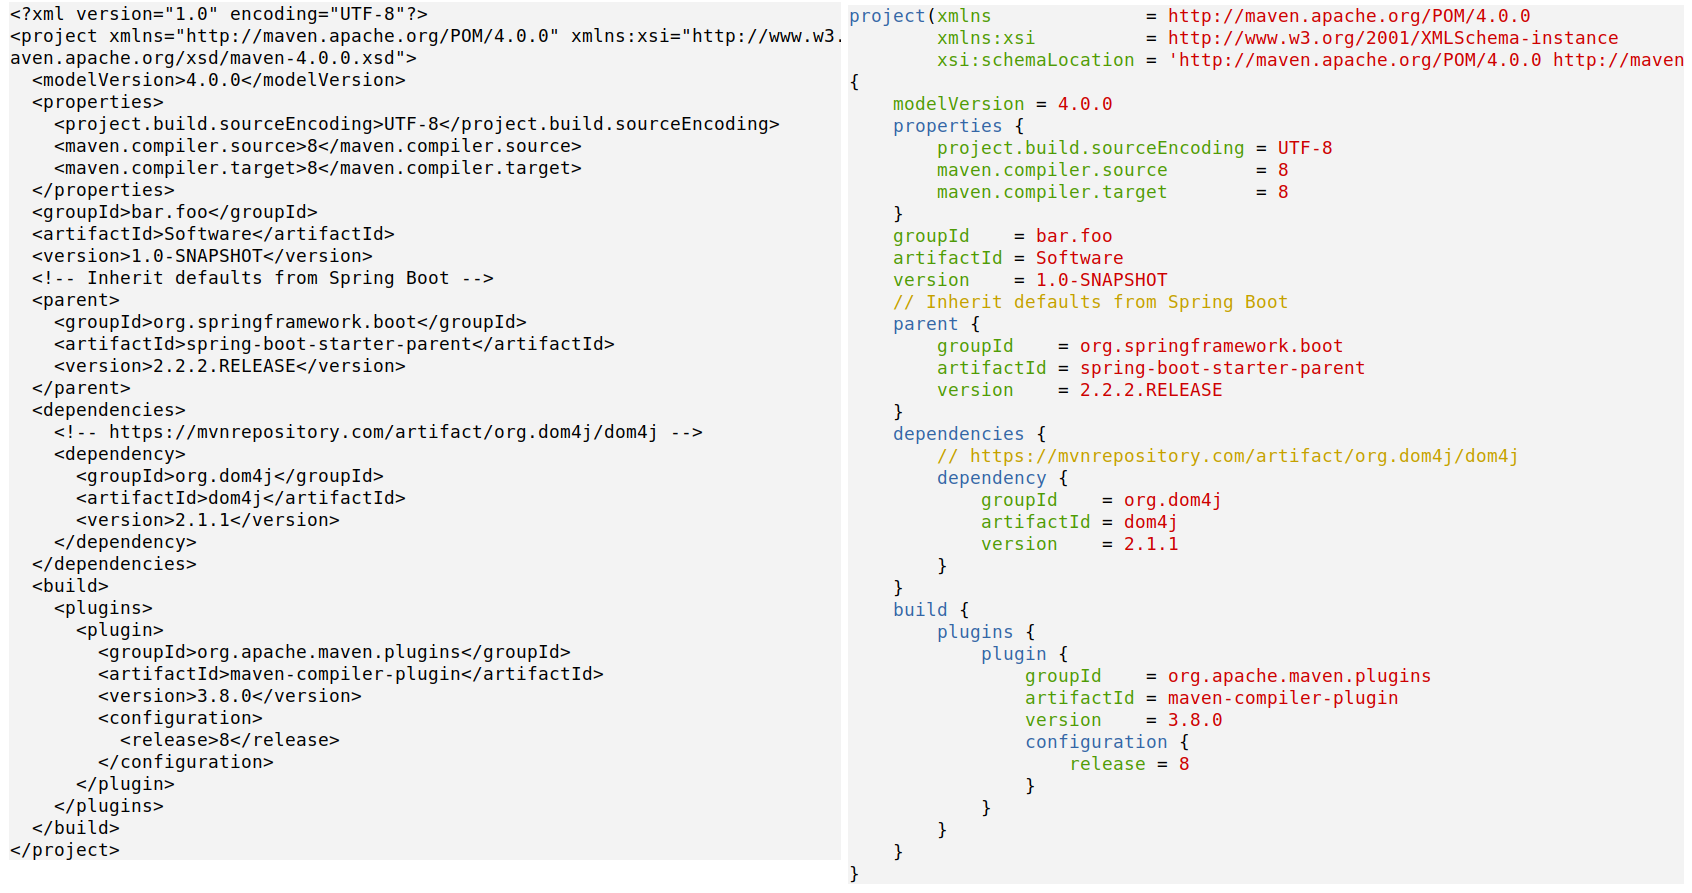 <?xml version="1.0" encoding="UTF-8"?>
<project xmlns="http://maven.apache.org/POM/4.0.0" xmlns:xsi="http://www.w3.
aven.apache.org/xsd/maven-4.0.0.xsd">
  <modelVersion>4.0.0</modelVersion>
  <properties>
    <project.build.sourceEncoding>UTF-8</project.build.sourceEncoding>
    <maven.compiler.source>8</maven.compiler.source>
    <maven.compiler.target>8</maven.compiler.target>
  </properties>
  <groupId>bar.foo</groupId>
  <artifactId>Software</artifactId>
  <version>1.0-SNAPSHOT</version>
  <!-- Inherit defaults from Spring Boot -->
  <parent>
    <groupId>org.springframework.boot</groupId>
    <artifactId>spring-boot-starter-parent</artifactId>
    <version>2.2.2.RELEASE</version>
  </parent>
  <dependencies>
    <!-- https://mvnrepository.com/artifact/org.dom4j/dom4j -->
    <dependency>
      <groupId>org.dom4j</groupId>
      <artifactId>dom4j</artifactId>
      <version>2.1.1</version>
    </dependency>
  </dependencies>
  <build>
    <plugins>
      <plugin>
        <groupId>org.apache.maven.plugins</groupId>
        <artifactId>maven-compiler-plugin</artifactId>
        <version>3.8.0</version>
        <configuration>
          <release>8</release>
        </configuration>
      </plugin>
    </plugins>
  </build>
</project>
project(xmlns              = http://maven.apache.org/POM/4.0.0
        xmlns:xsi          = http://www.w3.org/2001/XMLSchema-instance
        xsi:schemaLocation = 'http://maven.apache.org/POM/4.0.0 http://maven
{
    modelVersion = 4.0.0
    properties {
        project.build.sourceEncoding = UTF-8
        maven.compiler.source        = 8
        maven.compiler.target        = 8
    }
    groupId    = bar.foo
    artifactId = Software
    version    = 1.0-SNAPSHOT
    // Inherit defaults from Spring Boot
    parent {
        groupId    = org.springframework.boot
        artifactId = spring-boot-starter-parent
        version    = 2.2.2.RELEASE
    }
    dependencies {
        // https://mvnrepository.com/artifact/org.dom4j/dom4j
        dependency {
            groupId    = org.dom4j
            artifactId = dom4j
            version    = 2.1.1
        }
    }
    build {
        plugins {
            plugin {
                groupId    = org.apache.maven.plugins
                artifactId = maven-compiler-plugin
                version    = 3.8.0
                configuration {
                    release = 8
                }
            }
        }
    }
}